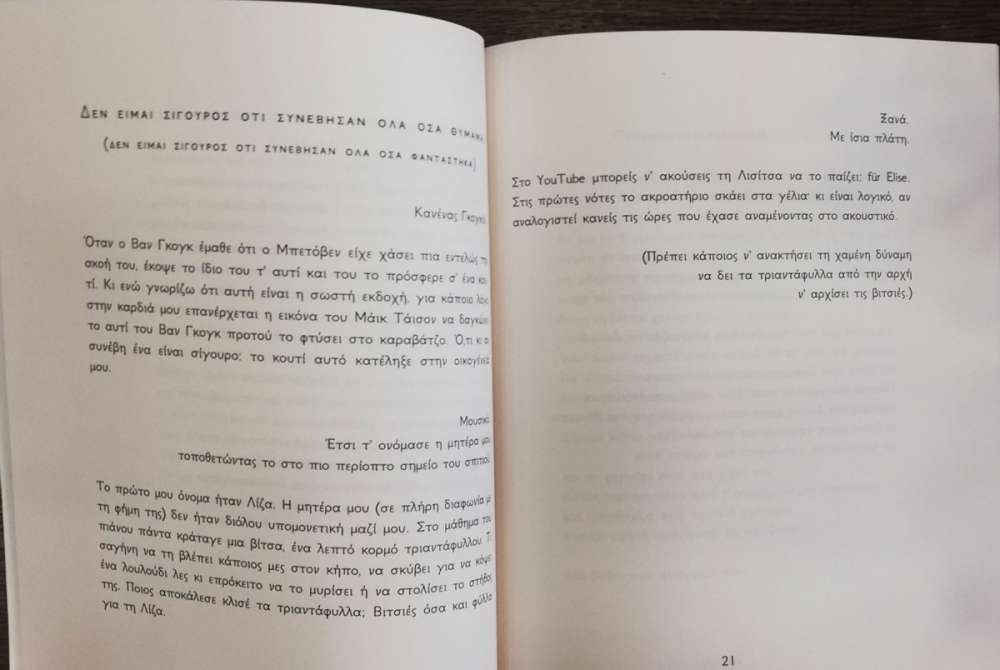 Δεν ειμαι σιγουρος οτι συνεβησαν ολα οσα θυμαμαι
(δεν ειμαι σιγουρος οτι συνεβησαν ολα οσα φανταστηκα)
Κανένας Γκογκ
Όταν ο Βαν Γκογκ έμαθε ότι ο Μπετόβεν είχε χάσει πια εντελώς την
ακοή του, έκοψε το ίδιο του τ' αυτί και του το πρόσφερε σ' ένα
τί. Κι ενώ γνωρίζω ότι αυτή είναι η σωστή εκδοχή, για κάποιο λόγο
στην καρδιά μου επανέρχεται η εικόνα του Μάικ Τάισον να δαγκώνει
το αυτί του Βαν Γκογκ προτού το φτύσει στο καραβάτζο. Ό,τι κι αν
συνέβη ένα είναι σίγουρο: το κουτί αυτό κατέληξε στην οικογένειά
μου.
Μουσικό
Έτσι τ' ονόμασε η μητέρα μου
τοποθετώντας το στο πιο περίοπτο σημείο του σπιτιού
Το πρώτο μου όνομα ήταν Λίζα. Η μητέρα μου (σε πλήρη διαφωνία με
τη φήμη της) δεν ήταν διόλου υπομονετική μαζί μου. Στο μάθημα του
πιάνου πάντα κράταγε μια βίτσα, ένα λεπτό κορμό τριαντάφυλλου. Τι
σαγήνη να τη βλέπει κάποιος μες στον κήπο, να σκύβει για να κόψει
ένα λουλούδι λες κι επρόκειτο να το μυρίσει ή να στολίσει το στήθος
της. Ποιος αποκάλεσε κλισέ τα τριαντάφυλλα; Βιτσιές όσα και φύλλα
για τη Λίζα.
Ξανά.
Με ίσια πλάτη.
Στο YouTube μπορείς ν' ακούσεις τη Λισίτσα να το παίζει: für Elise.
Στις πρώτες νότες το ακροατήριο σκάει στα γέλια· κι είναι λογικό, αν
αναλογιστεί κανείς τις ώρες που έχασε αναμένοντας στο ακουστικό.
(Πρέπει κάποιος ν' ανακτήσει τη χαμένη δύναμη
να δει τα τριαντάφυλλα από την αρχή
ν' αρχίσει τις βιτσιές.)
21